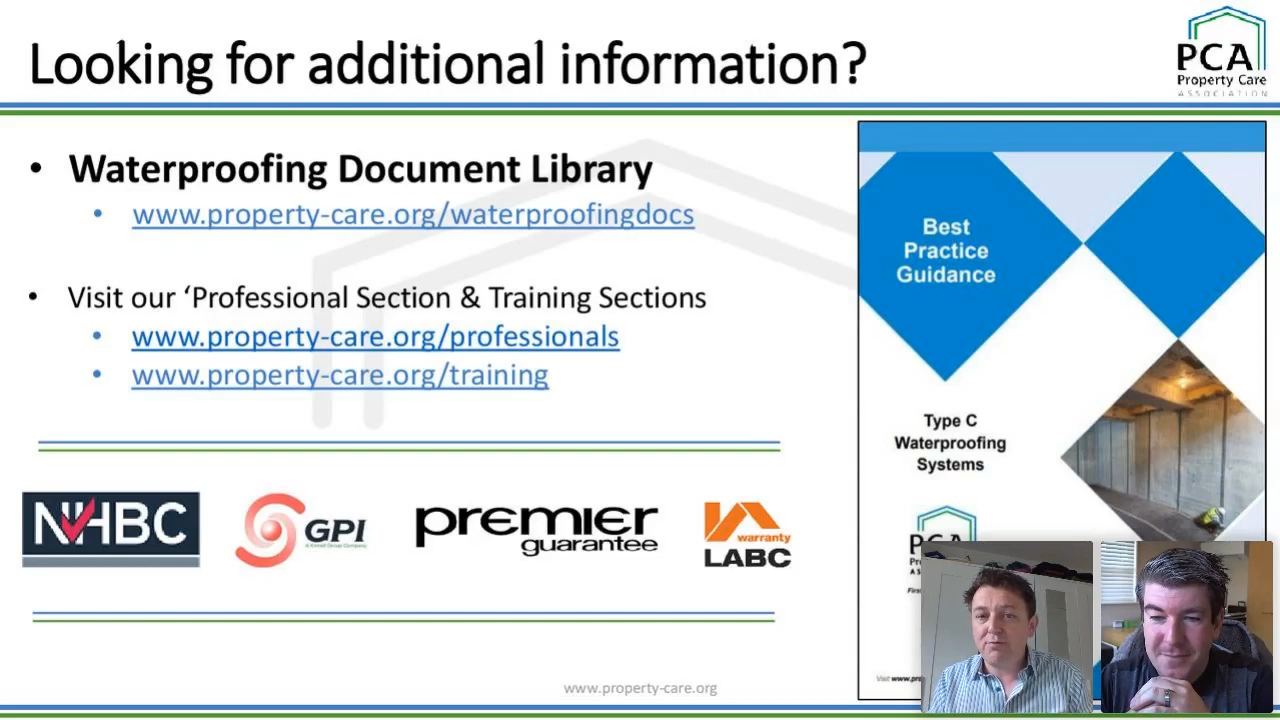 Looking for additional information?
PCA
Property Care
ASSOCIATION
• Waterproofing Document Library
• www.property-care.org/waterproofingdocs
• Visit our ‘Professional Section & Training Sections
• www.property-care.org/professionals
• www.property-care.org/training
NHBC
GPI
premier
guarantee
warranty
LABC
Best
Practice
Guidance
Type C
Waterproofing
Systems
www.property-care.org